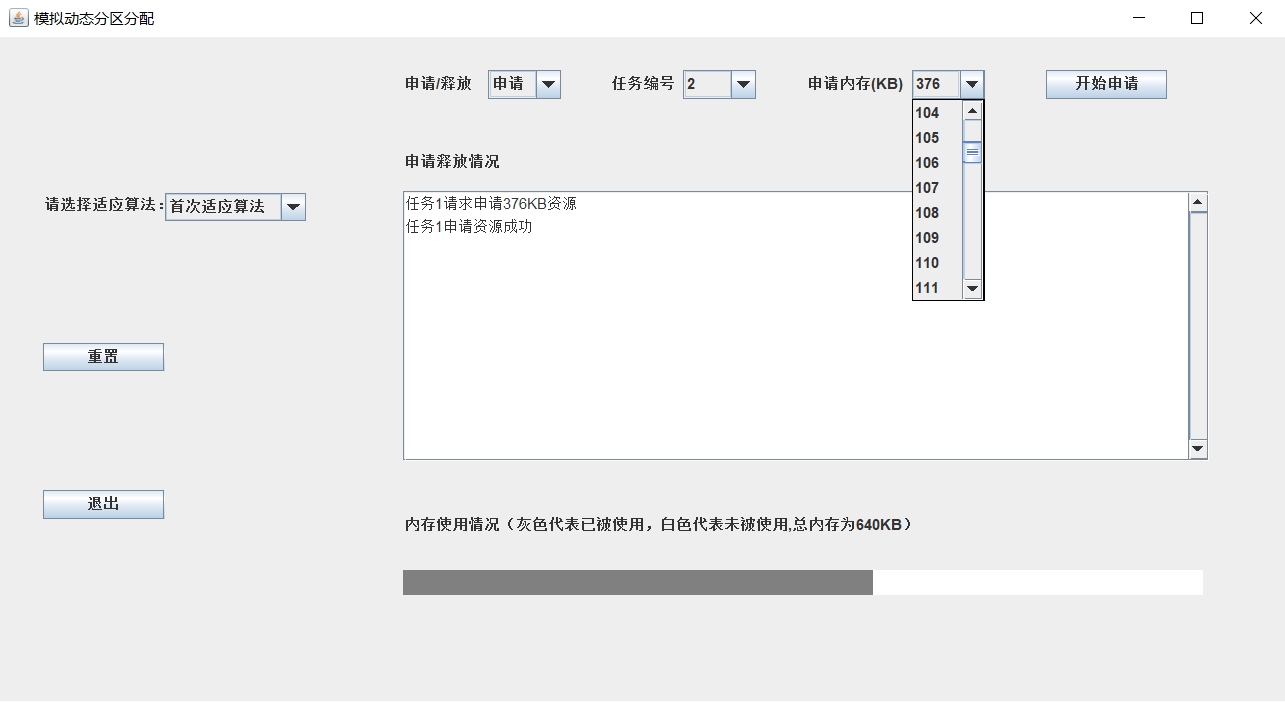 模拟动态分区分配
申请/释放 申请 任务编号 2 申请内存(KB) 376 开始申请
104
105
106
107
108
109
110
111
申请释放情况
请选择适应算法: 首次适应算法
任务1请求申请376KB资源
任务1申请资源成功
重置
退出
内存使用情况（灰色代表已被使用，白色代表未被使用,总内存为640KB）